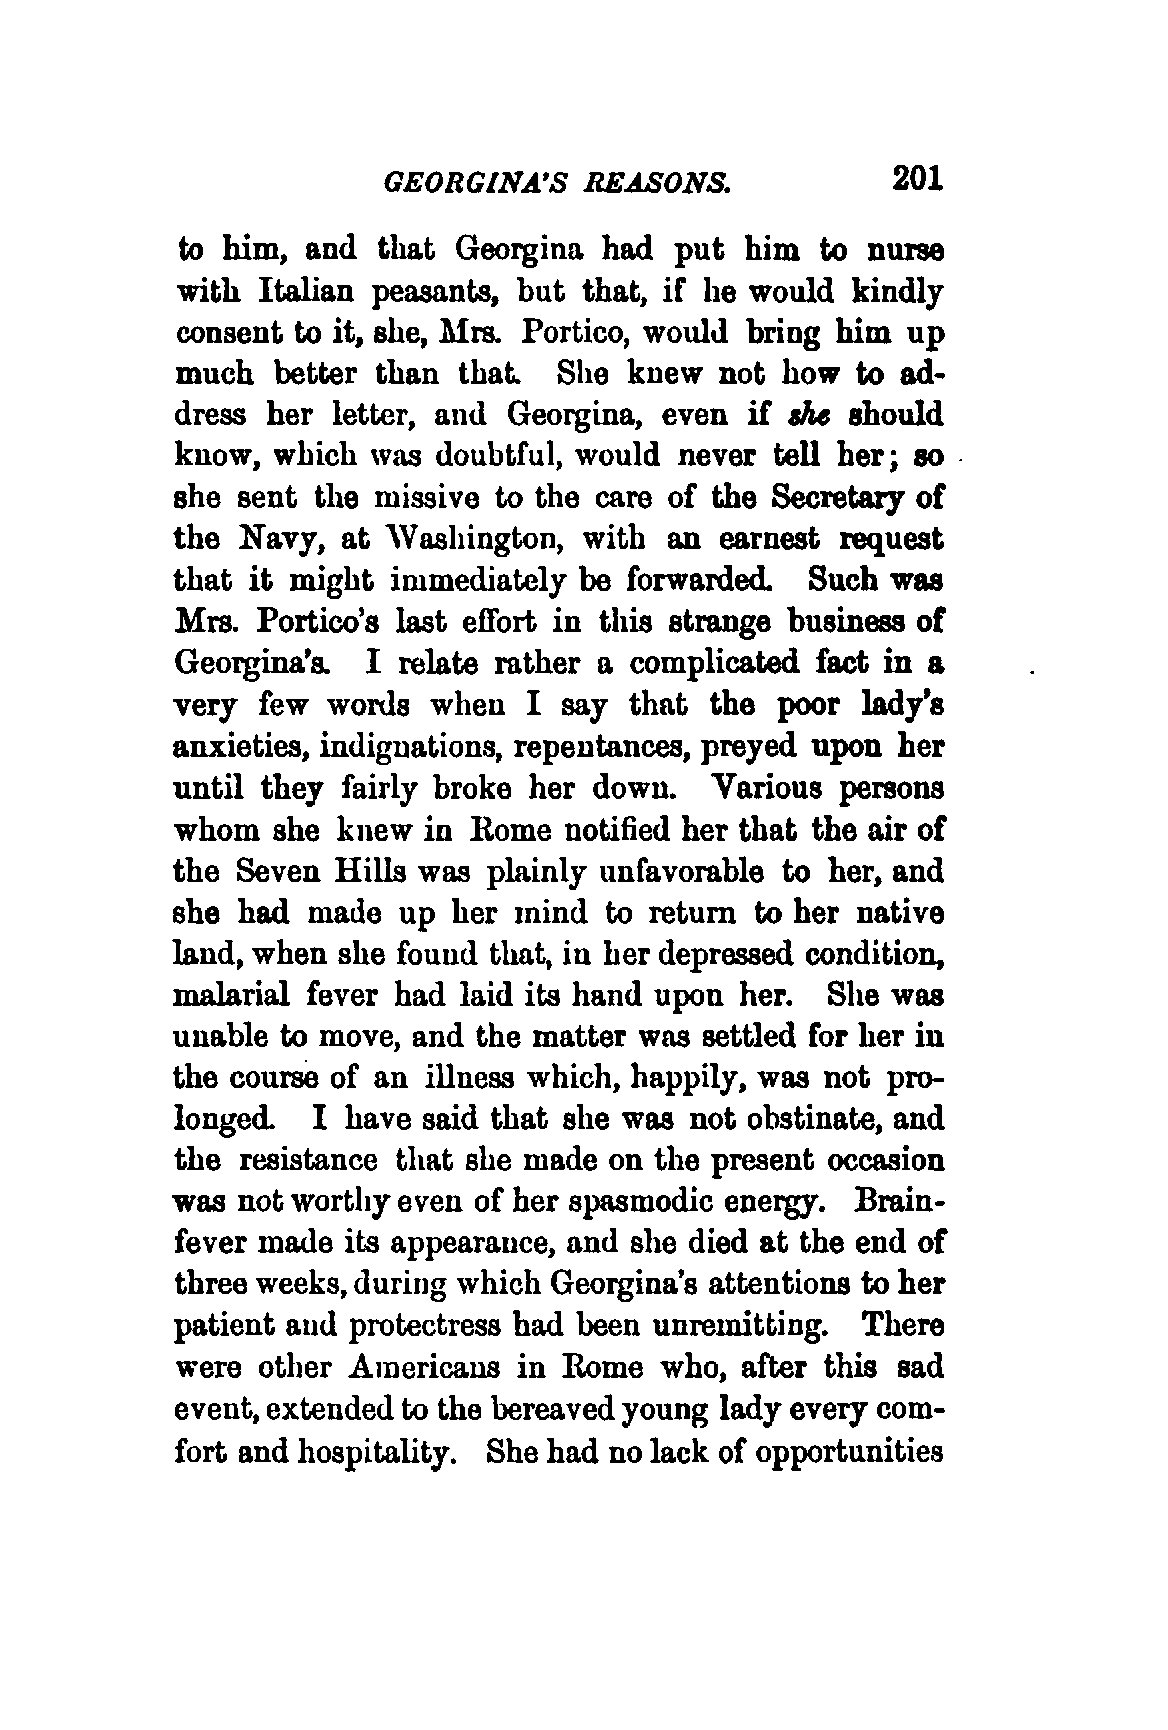 GEORGINA'S REASONS. 201
to him, and that Georgina had put him to nurse
with Italian peasants, but that, if he would kindly
consent to it, she, Mrs. Portico, would bring him up
much better than that. She knew not how to ad-
dress her letter, and Georgina, even if she should
know, which was doubtful, would never tell her; so
she sent the missive to the care of the Secretary of
the Navy, at Washington, with an earnest request
that it might immediately be forwarded. Such was
Mrs. Portico's last effort in this strange business of
Georgina's. I relate rather a complicated fact in a
very few words when I say that the poor lady's
anxieties, indignations, repentances, preyed upon her
until they fairly broke her down. Various persons
whom she knew in Rome notified her that the air of
the Seven Hills was plainly unfavorable to her, and
she had made up her mind to return to her native
land, when she found that, in her depressed condition,
malarial fever had laid its hand upon her. She was
unable to move, and the matter was settled for her in
the course of an illness which, happily, was not pro-
longed. I have said that she was not obstinate, and
the resistance that she made on the present occasion
was not worthy even of her spasmodic energy. Brain-
fever made its appearance, and she died at the end of
three weeks, during which Georgina's attentions to her
patient and protectress had been unremitting. There
were other Americans in Rome who, after this sad
event, extended to the bereaved young lady every com-
fort and hospitality. She had no lack of opportunities